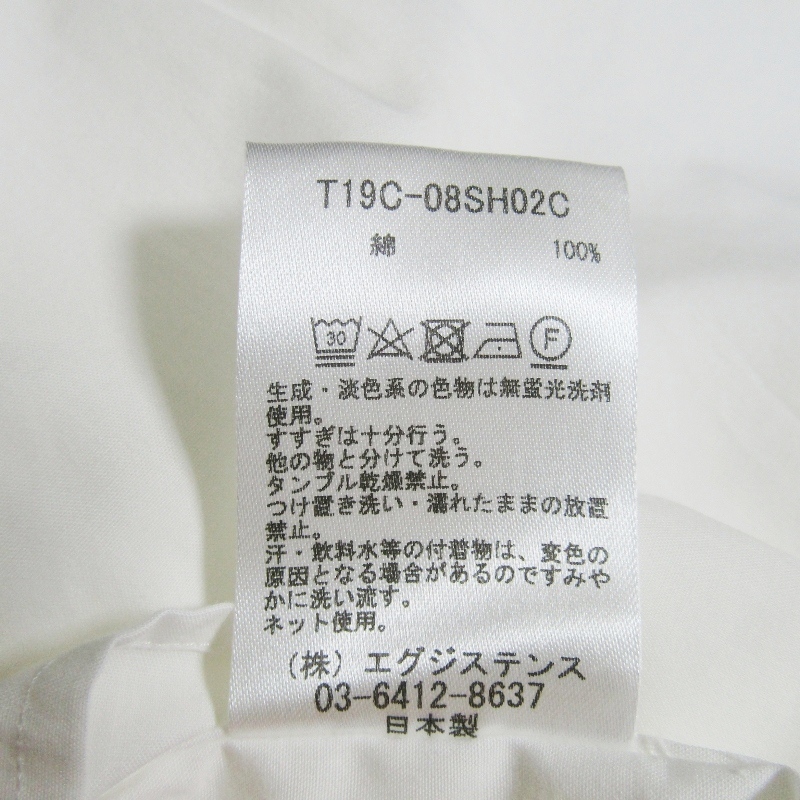 T19C-08SH02C
綿 100%
30 F
生成・淡色系の色物は無蛍光洗剤
使用。
すすぎは十分行う。
他の物と分けて洗う。
タンブル乾燥禁止。
つけ置き洗い・濡れたままの放置
禁止。
汗・飲料水等の付着物は、変色の
原因となる場合があるのですみや
かに洗い流す。
ネット使用。
(株)エグジステンス
03-6412-8637
日本製